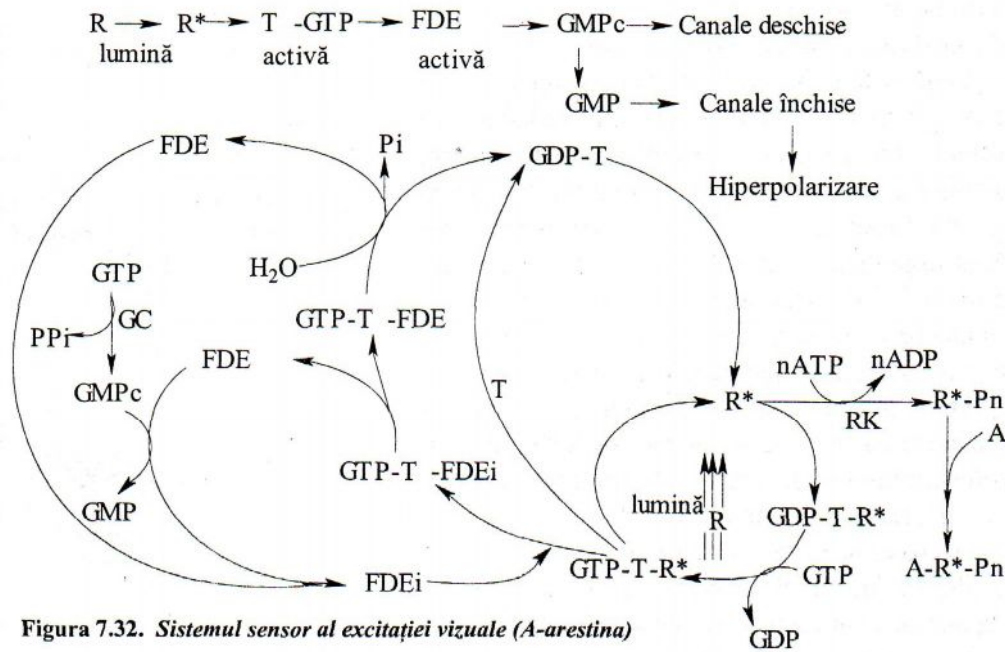 R R* T -GTP FDE GMPc Canale deschise
lumină activă activă
GMP Canale închise
FDE Pi GDP-T
Hiperpolarizare
H₂O
GTP
GTP-T -FDE
PPi GC
FDE
nATP nADP
GMPc T R* R*-Pn
RK A
GTP-T -FDEi
lumină
GMP R GDP-T-R*
FDEi GTP-T-R* GTP A-R*-Pn
GDP
Figura 7.32. Sistemul sensor al excitației vizuale (A-arestina)